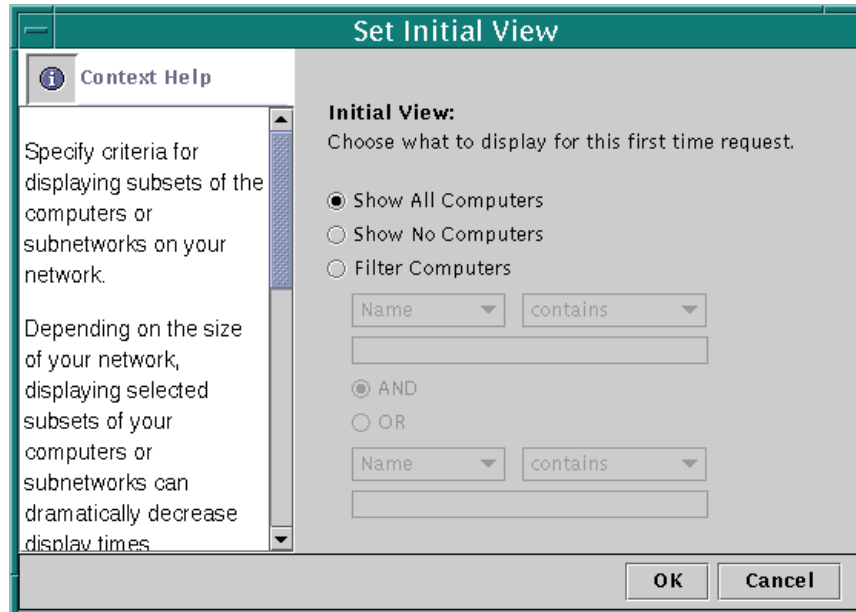 Set Initial View
Context Help
Specify criteria for
displaying subsets of the
computers or
subnetworks on your
network.
Depending on the size
of your network,
displaying selected
subsets of your
computers or
subnetworks can
dramatically decrease
display times
Initial View:
Choose what to display for this first time request.
Show All Computers
Show No Computers
Filter Computers
Name contains
AND
OR
Name contains
OK Cancel